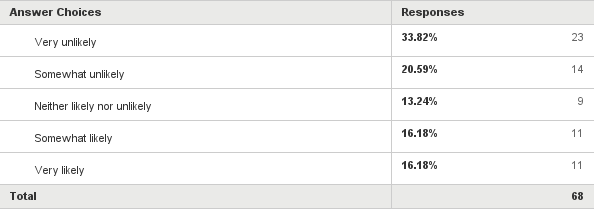 Answer Choices Responses
Very unlikely 33.82% 23
Somewhat unlikely 20.59% 14
Neither likely nor unlikely 13.24% 9
Somewhat likely 16.18% 11
Very likely 16.18% 11
Total 68